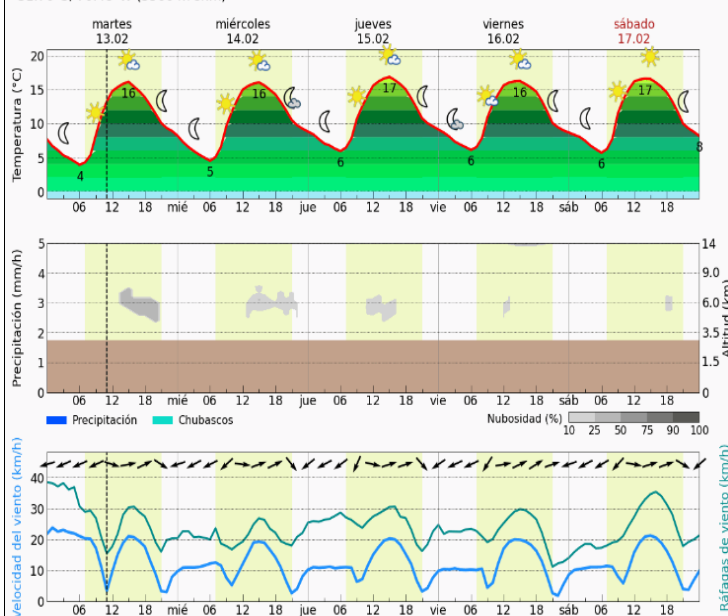 martes miércoles jueves viernes sábado
13.02 14.02 15.02 16.02 17.02
Temperatura (°C)
20
15
10
5
0
16 16 17 16 17
4 5 6 6 6 8
06 12 18 mié 06 12 18 jue 06 12 18 vie 06 12 18 sáb 06 12 18
Precipitación (mm/h)
5
4
3
2
1
0
14
9.0
6.0
3.5
1.5
0
Altitud (km)
06 12 18 mié 06 12 18 jue 06 12 18 vie 06 12 18 sáb 06 12 18
Precipitación Chubascos Nubosidad (%)
10 25 50 75 90 100
Velocidad del viento (km/h)
40
30
20
10
0
Ráfagas de viento (km/h)
06 12 18 mié 06 12 18 jue 06 12 18 vie 06 12 18 sáb 06 12 18